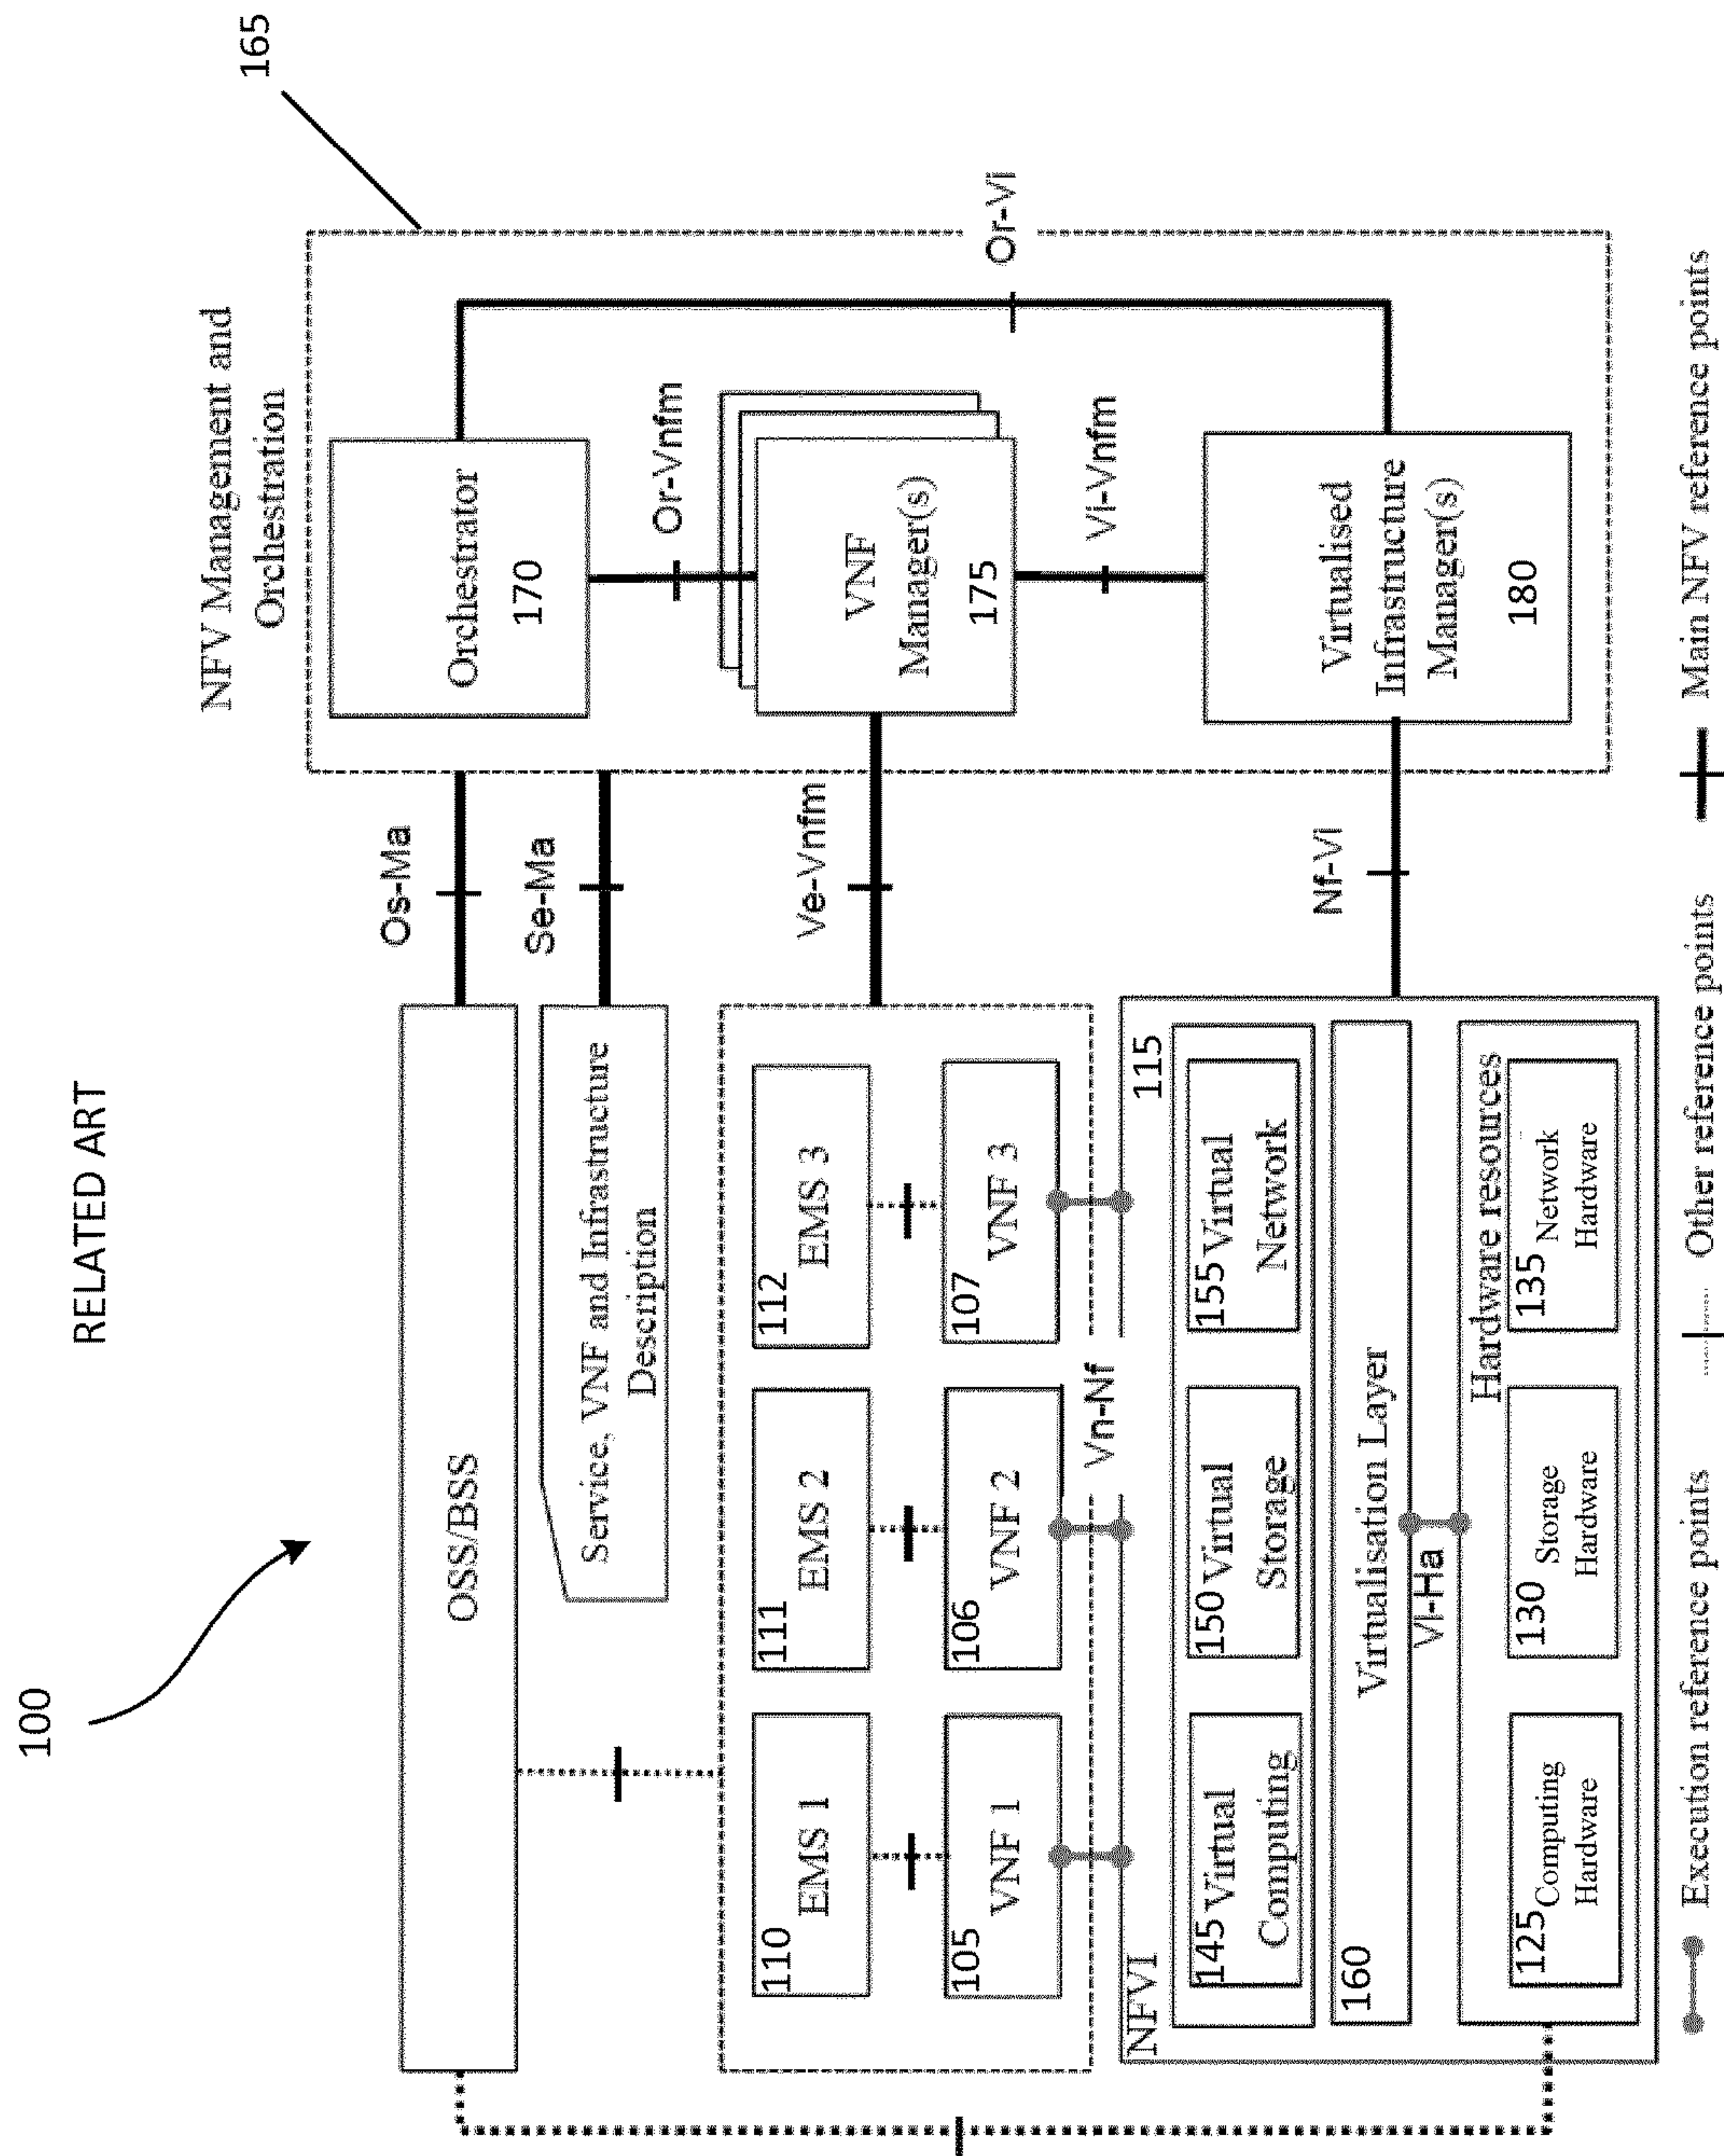 RELATED ART
100
165
NFV Management and
Orchestration
OSS/BSS
Os-Ma
Orchestrator
170
Se-Ma
Service, VNF and Infrastructure
Description
Or-Vnfm
Or-Vi
110
EMS 1
111
EMS 2
112
EMS 3
Ve-Vnfm
VNF
Manager(s)
175
105
VNF 1
106
VNF 2
107
VNF 3
Vn-Nf
Vi-Vnfm
NFVI
115
145 Virtual
Computing
150 Virtual
Storage
155 Virtual
Network
Nf-Vi
Virtualised
Infrastructure
Manager(s)
180
160
Virtualisation Layer
VI-Ha
Hardware resources
125 Computing
Hardware
130 Storage
Hardware
135 Network
Hardware
Execution reference points
Other reference points
Main NFV reference points